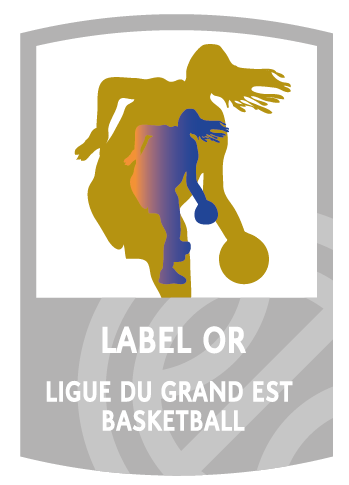 LABEL OR
LIGUE DU GRAND EST
BASKETBALL